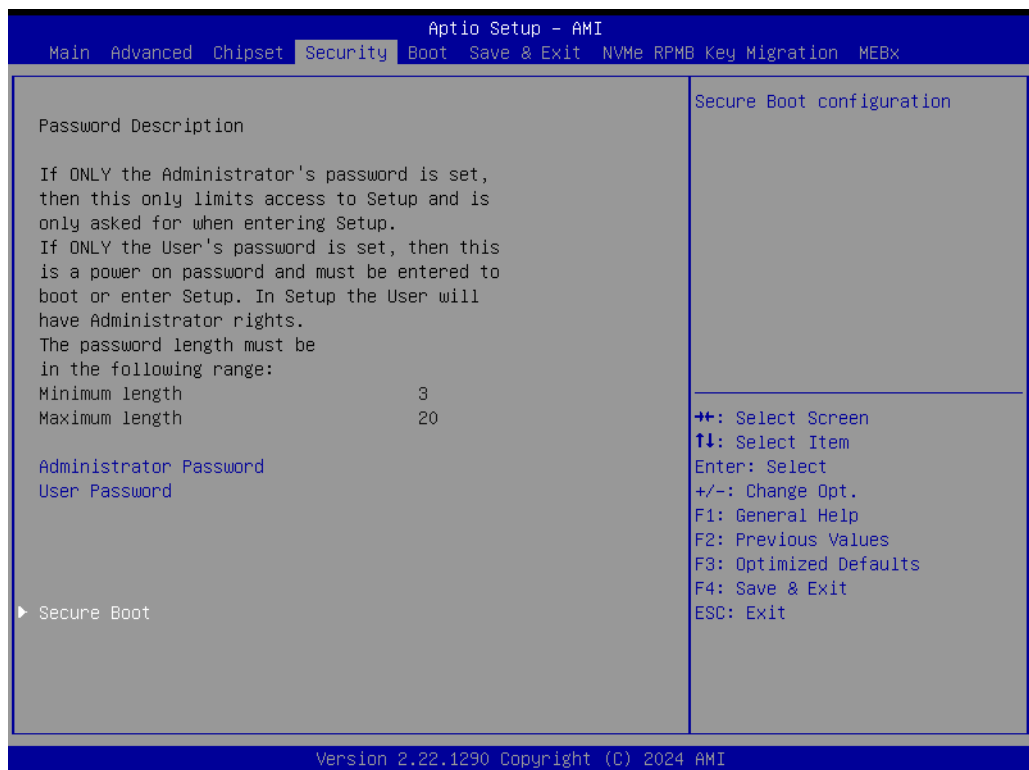 Aptio Setup – AMI
Main Advanced Chipset Security Boot Save & Exit NVMe RPMB Key Migration MEBx
Password Description
If ONLY the Administrator's password is set,
then this only limits access to Setup and is
only asked for when entering Setup.
If ONLY the User's password is set, then this
is a power on password and must be entered to
boot or enter Setup. In Setup the User will
have Administrator rights.
The password length must be
in the following range:
Minimum length 3
Maximum length 20
Administrator Password
User Password
▶ Secure Boot
Secure Boot configuration
→←: Select Screen
↑↓: Select Item
Enter: Select
+/-: Change Opt.
F1: General Help
F2: Previous Values
F3: Optimized Defaults
F4: Save & Exit
ESC: Exit
Version 2.22.1290 Copyright (C) 2024 AMI